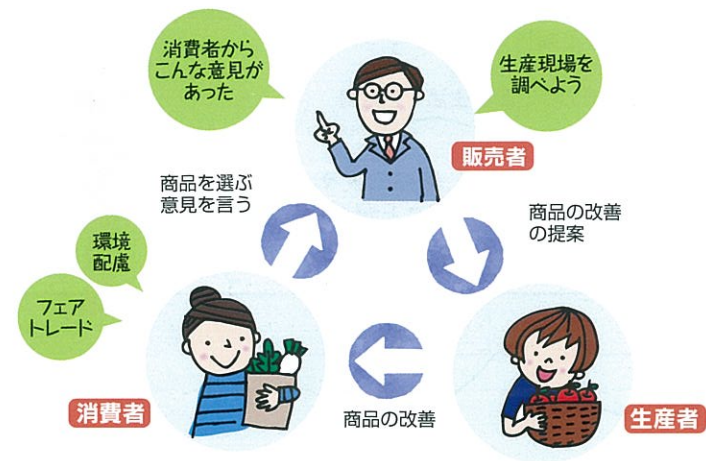 消費者から
こんな意見が
あった
生産現場を
調べよう
販売者
商品を選ぶ
意見を言う
商品の改善
の提案
環境
配慮
フェア
トレード
消費者
商品の改善
生産者